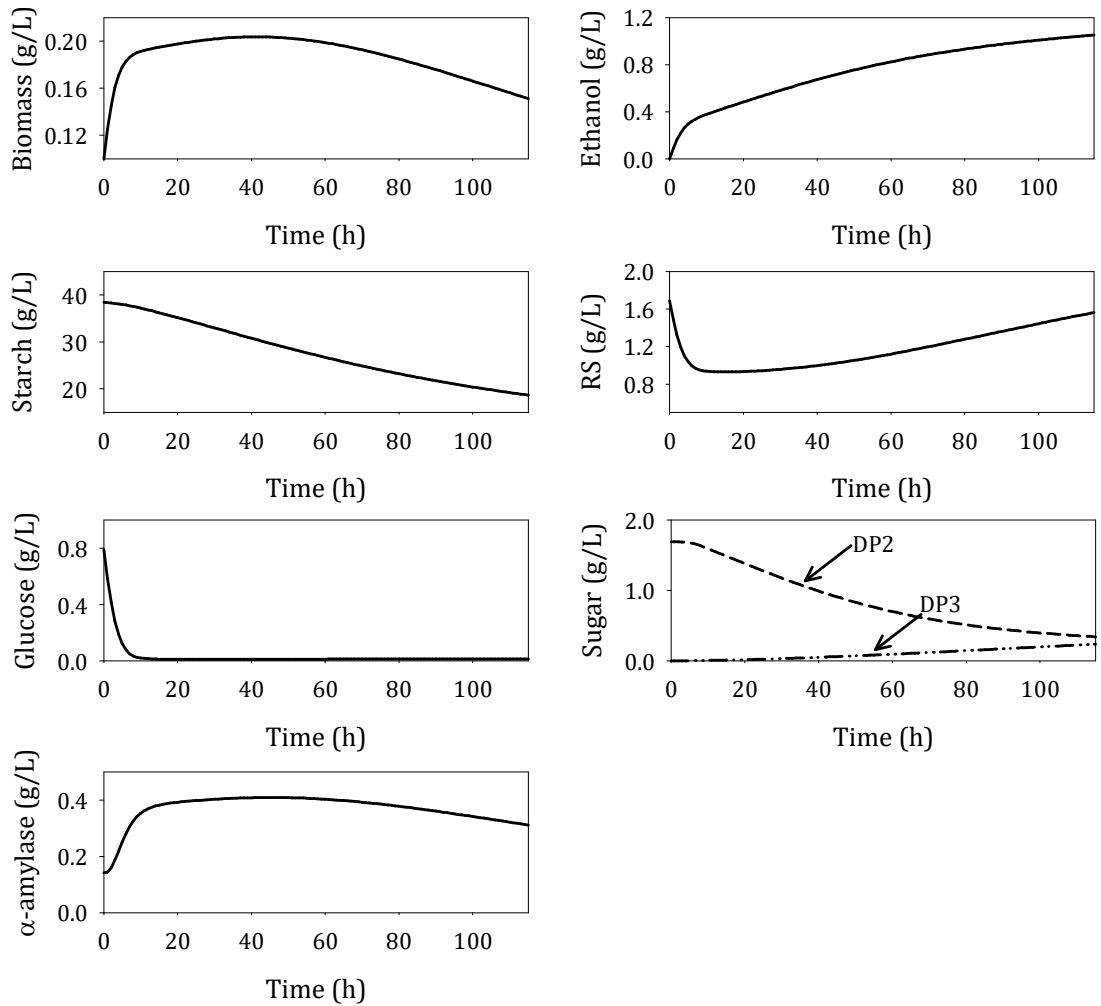 Biomass (g/L)
0.20
0.16
0.12
0 20 40 60 80 100
Time (h)
Ethanol (g/L)
1.2
0.8
0.4
0.0
0 20 40 60 80 100
Time (h)
Starch (g/L)
40
30
20
0 20 40 60 80 100
Time (h)
RS (g/L)
2.0
1.6
1.2
0.8
0 20 40 60 80 100
Time (h)
Glucose (g/L)
0.8
0.4
0.0
0 20 40 60 80 100
Time (h)
Sugar (g/L)
2.0
1.0
0.0
DP2
DP3
0 20 40 60 80 100
Time (h)
α-amylase (g/L)
0.4
0.2
0.0
0 20 40 60 80 100
Time (h)